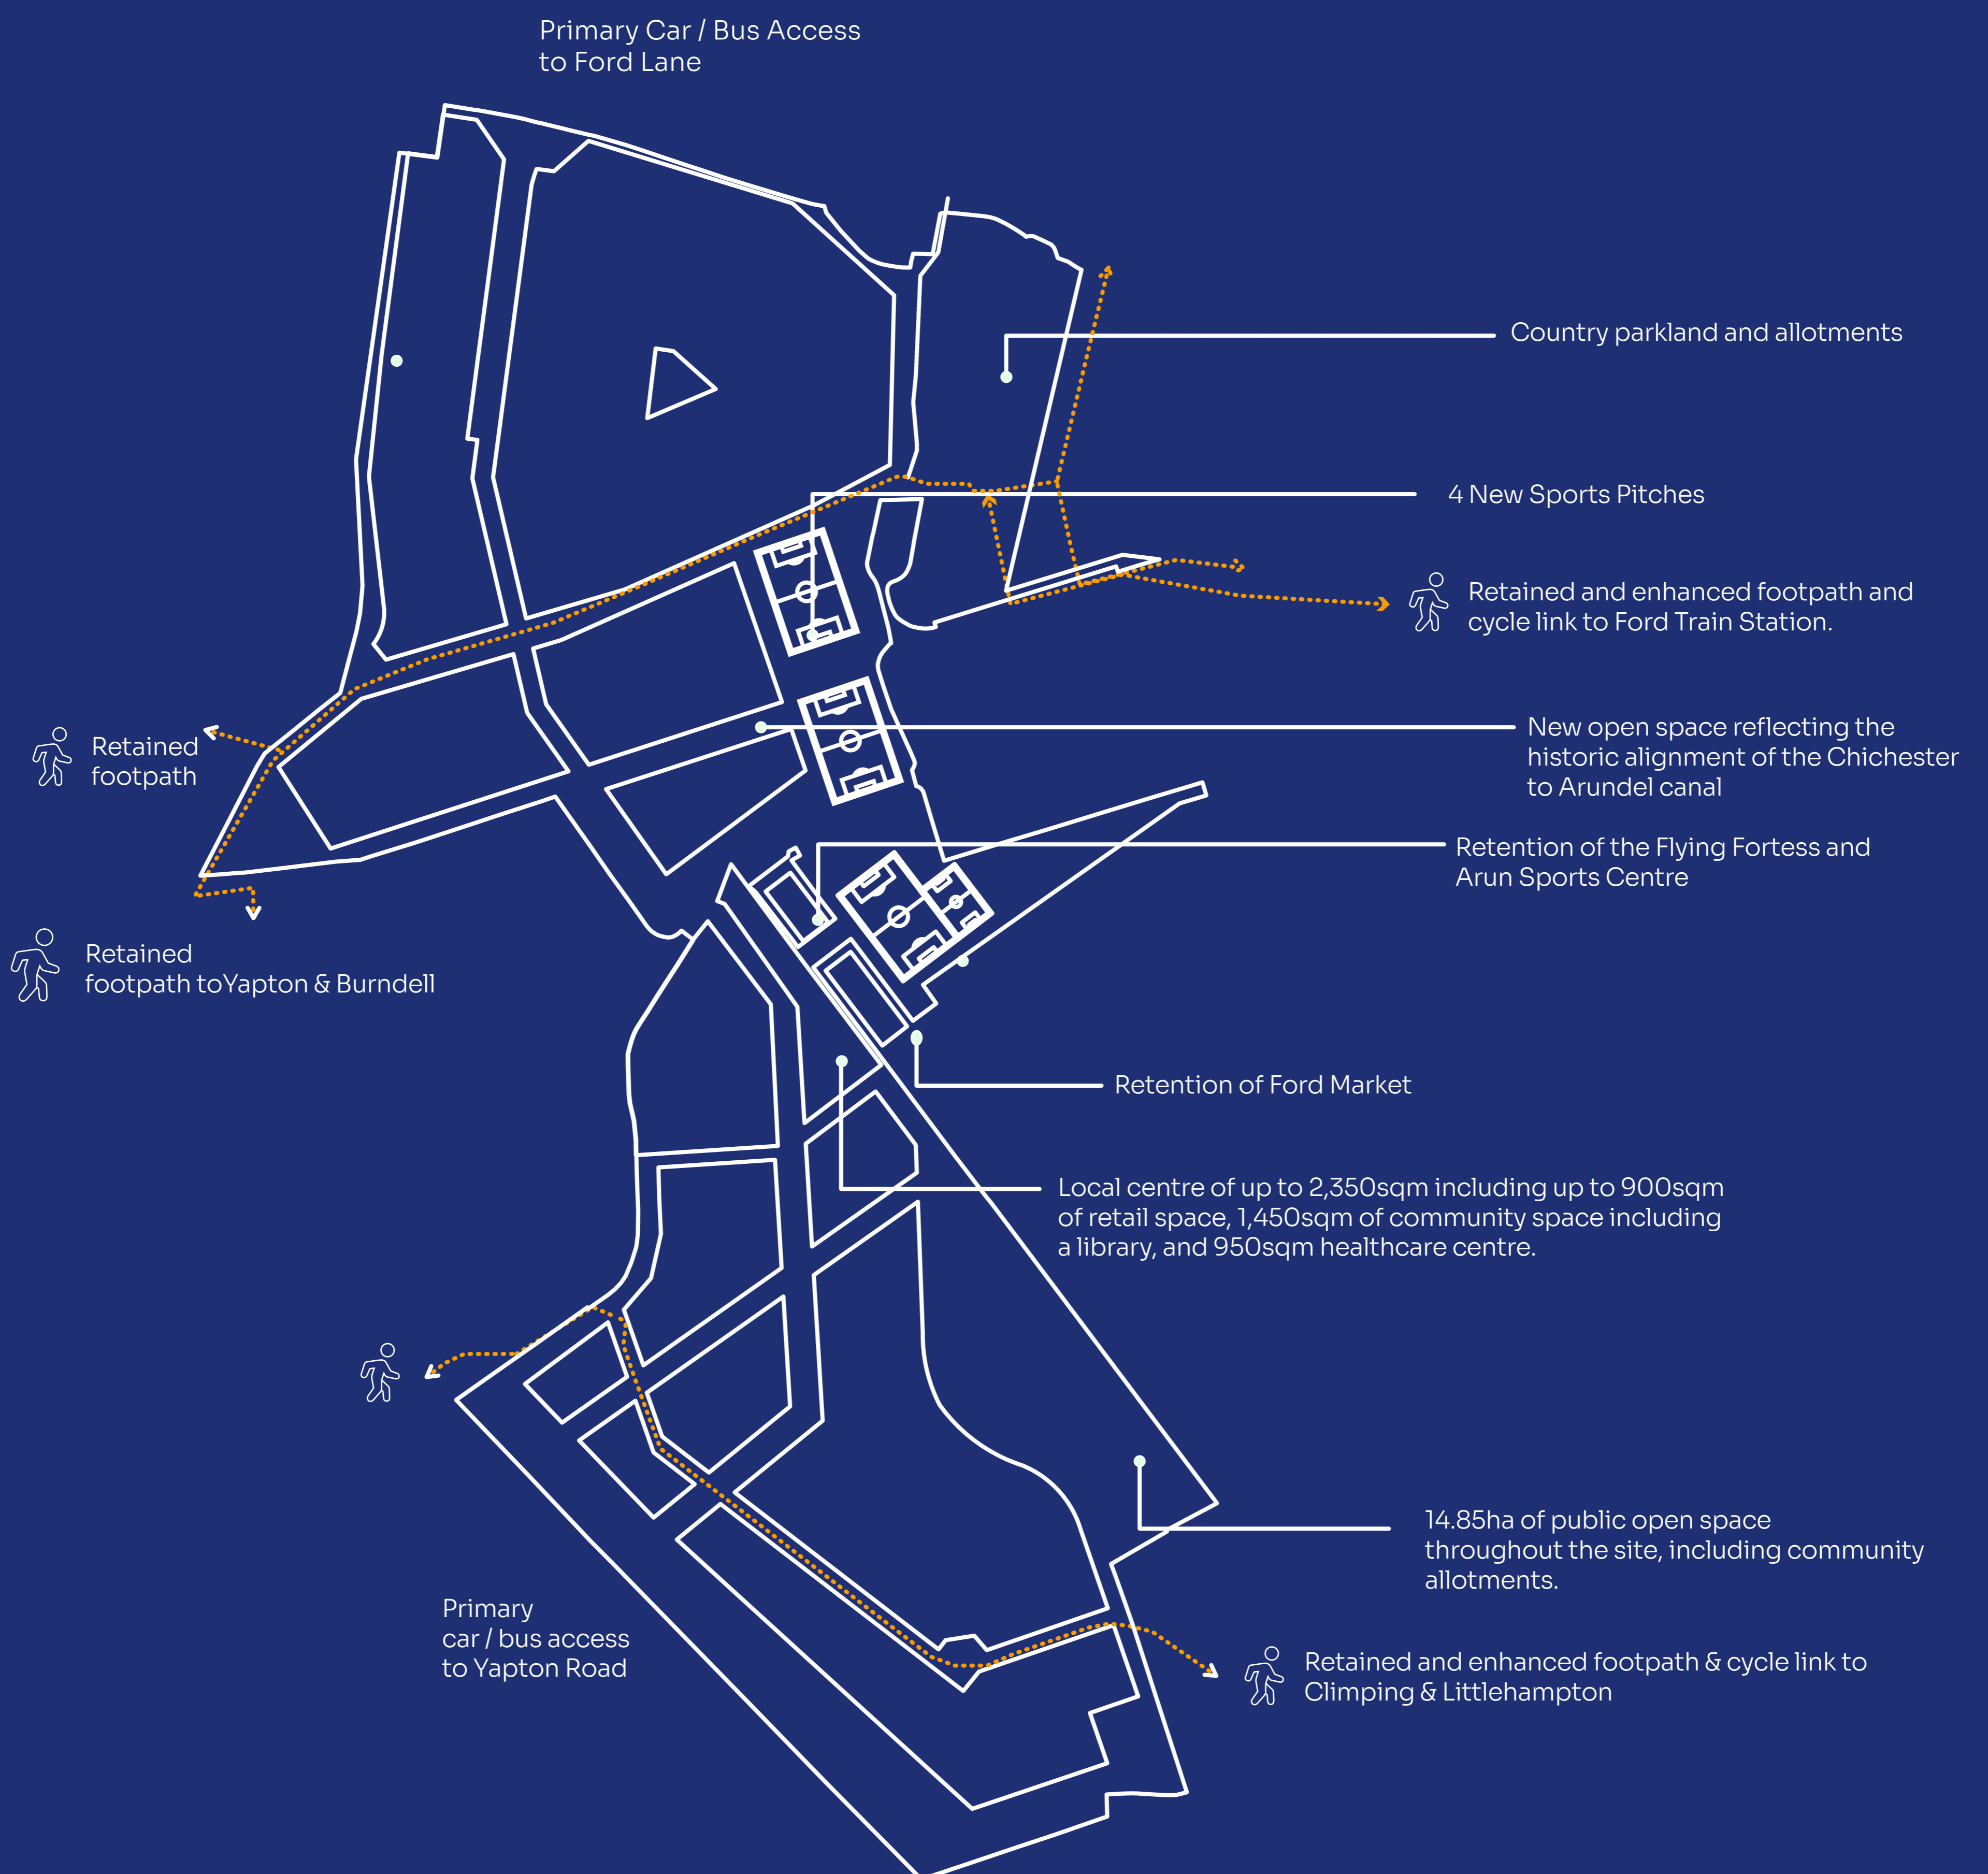 Primary Car / Bus Access
to Ford Lane
Country parkland and allotments
4 New Sports Pitches
Retained and enhanced footpath and
cycle link to Ford Train Station.
New open space reflecting the
historic alignment of the Chichester
to Arundel canal
Retained
footpath
Retention of the Flying Fortess and
Arun Sports Centre
Retained
footpath toYapton & Burndell
Retention of Ford Market
Local centre of up to 2,350sqm including up to 900sqm
of retail space, 1,450sqm of community space including
a library, and 950sqm healthcare centre.
14.85ha of public open space
throughout the site, including community
allotments.
Primary
car / bus access
to Yapton Road
Retained and enhanced footpath & cycle link to
Climping & Littlehampton